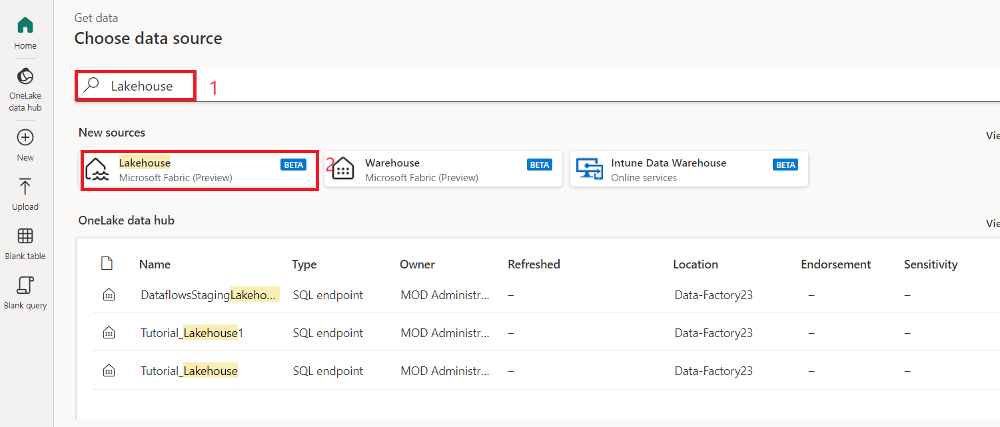 Get data
Choose data source
Home
OneLake
data hub
New
Upload
Blank table
Blank query
Lakehouse 1
New sources Vie
Lakehouse BETA
Microsoft Fabric (Preview)
2
Warehouse BETA
Microsoft Fabric (Preview)
Intune Data Warehouse BETA
Online services
OneLake data hub Vie
Name Type Owner Refreshed Location Endorsement Sensitivity
DataflowsStagingLakeho... SQL endpoint MOD Administr... – Data-Factory23 – –
Tutorial_Lakehouse1 SQL endpoint MOD Administr... – Data-Factory23 – –
Tutorial_Lakehouse SQL endpoint MOD Administr... – Data-Factory23 – –